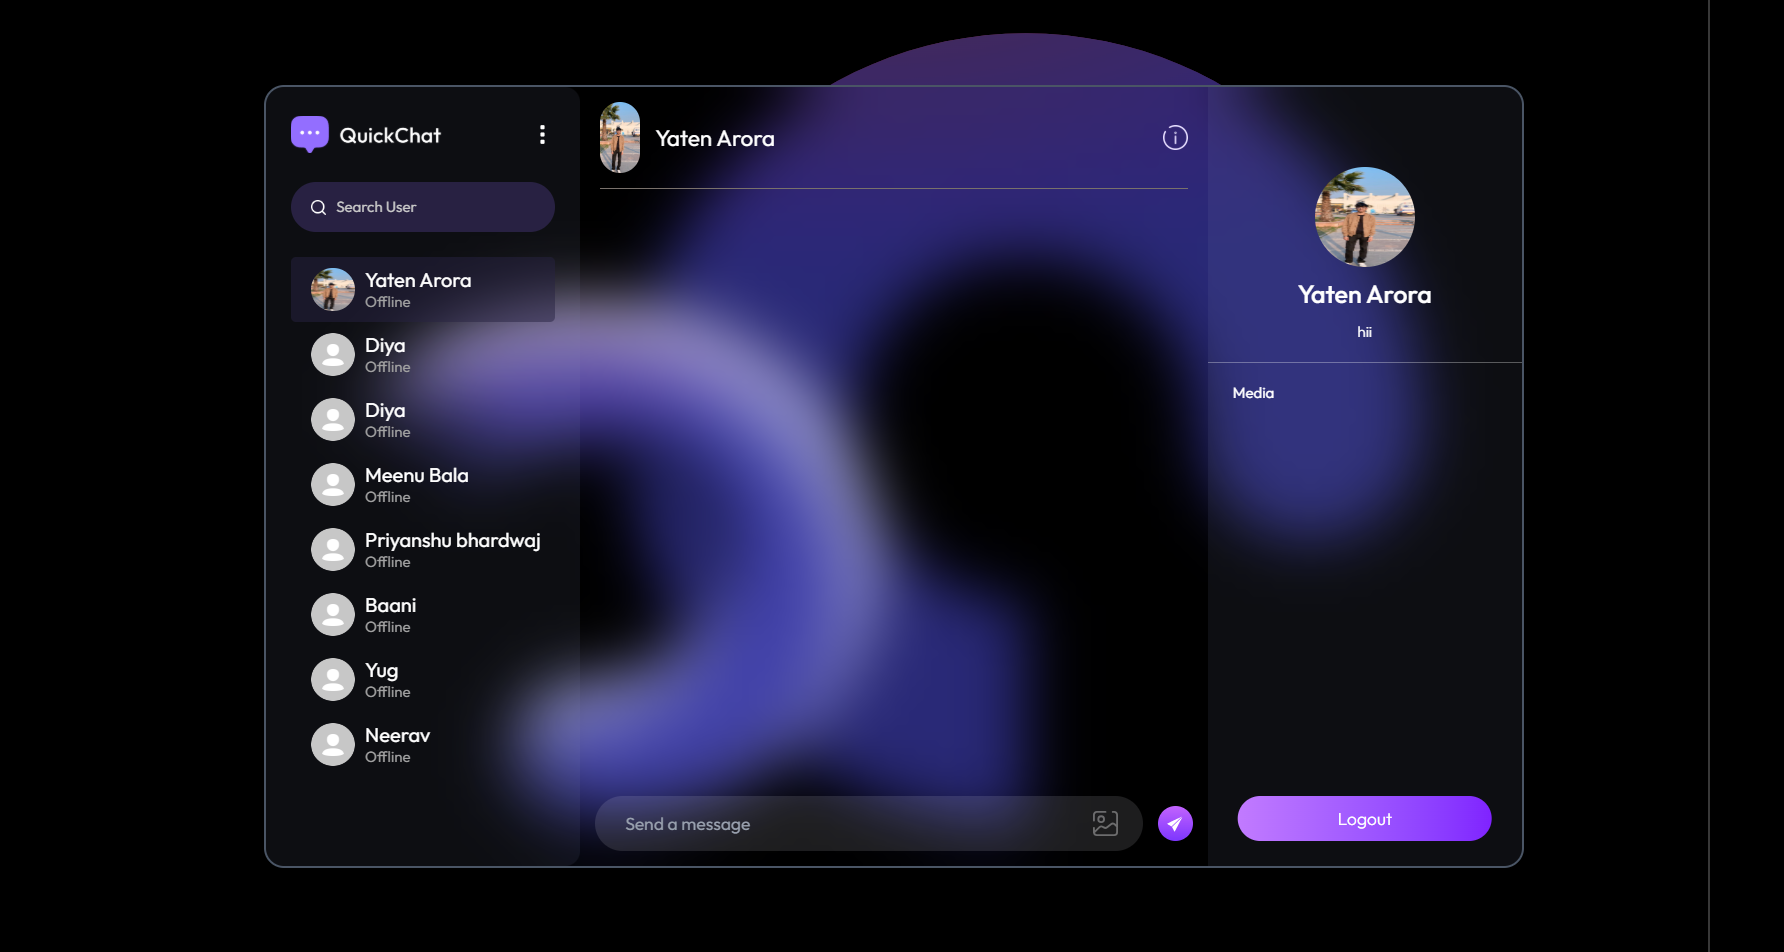 QuickChat
Search User
Yaten Arora
Offline
Diya
Offline
Diya
Offline
Meenu Bala
Offline
Priyanshu bhardwaj
Offline
Baani
Offline
Yug
Offline
Neerav
Offline
Yaten Arora
Send a message
Yaten Arora
hii
Media
Logout